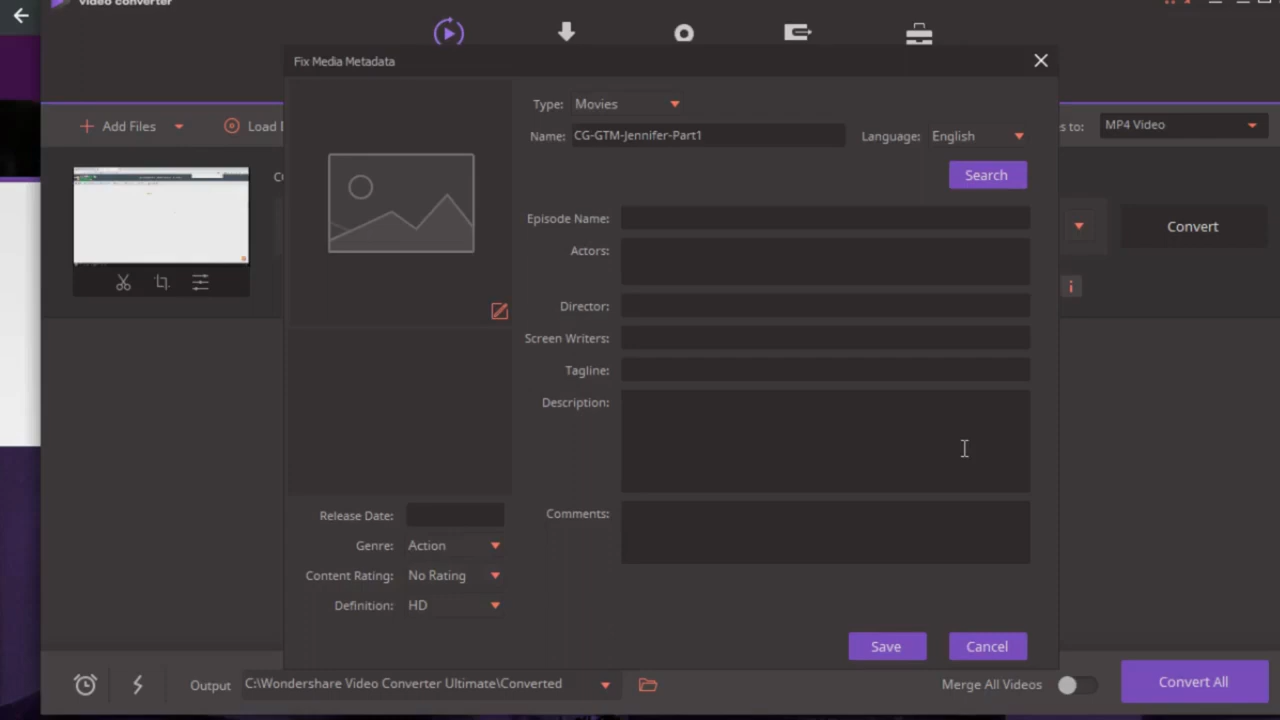 video converter
Fix Media Metadata
Type: Movies
Add Files
Load
Name: CG-GTM-Jennifer-Part1
Language: English
s to: MP4 Video
Search
Episode Name:
Convert
Actors:
i
Director:
Screen Writers:
Tagline:
Description:
Release Date:
Comments:
Genre: Action
Content Rating: No Rating
Definition: HD
Save
Cancel
Output C:\Wondershare Video Converter Ultimate\Converted
Merge All Videos
Convert All